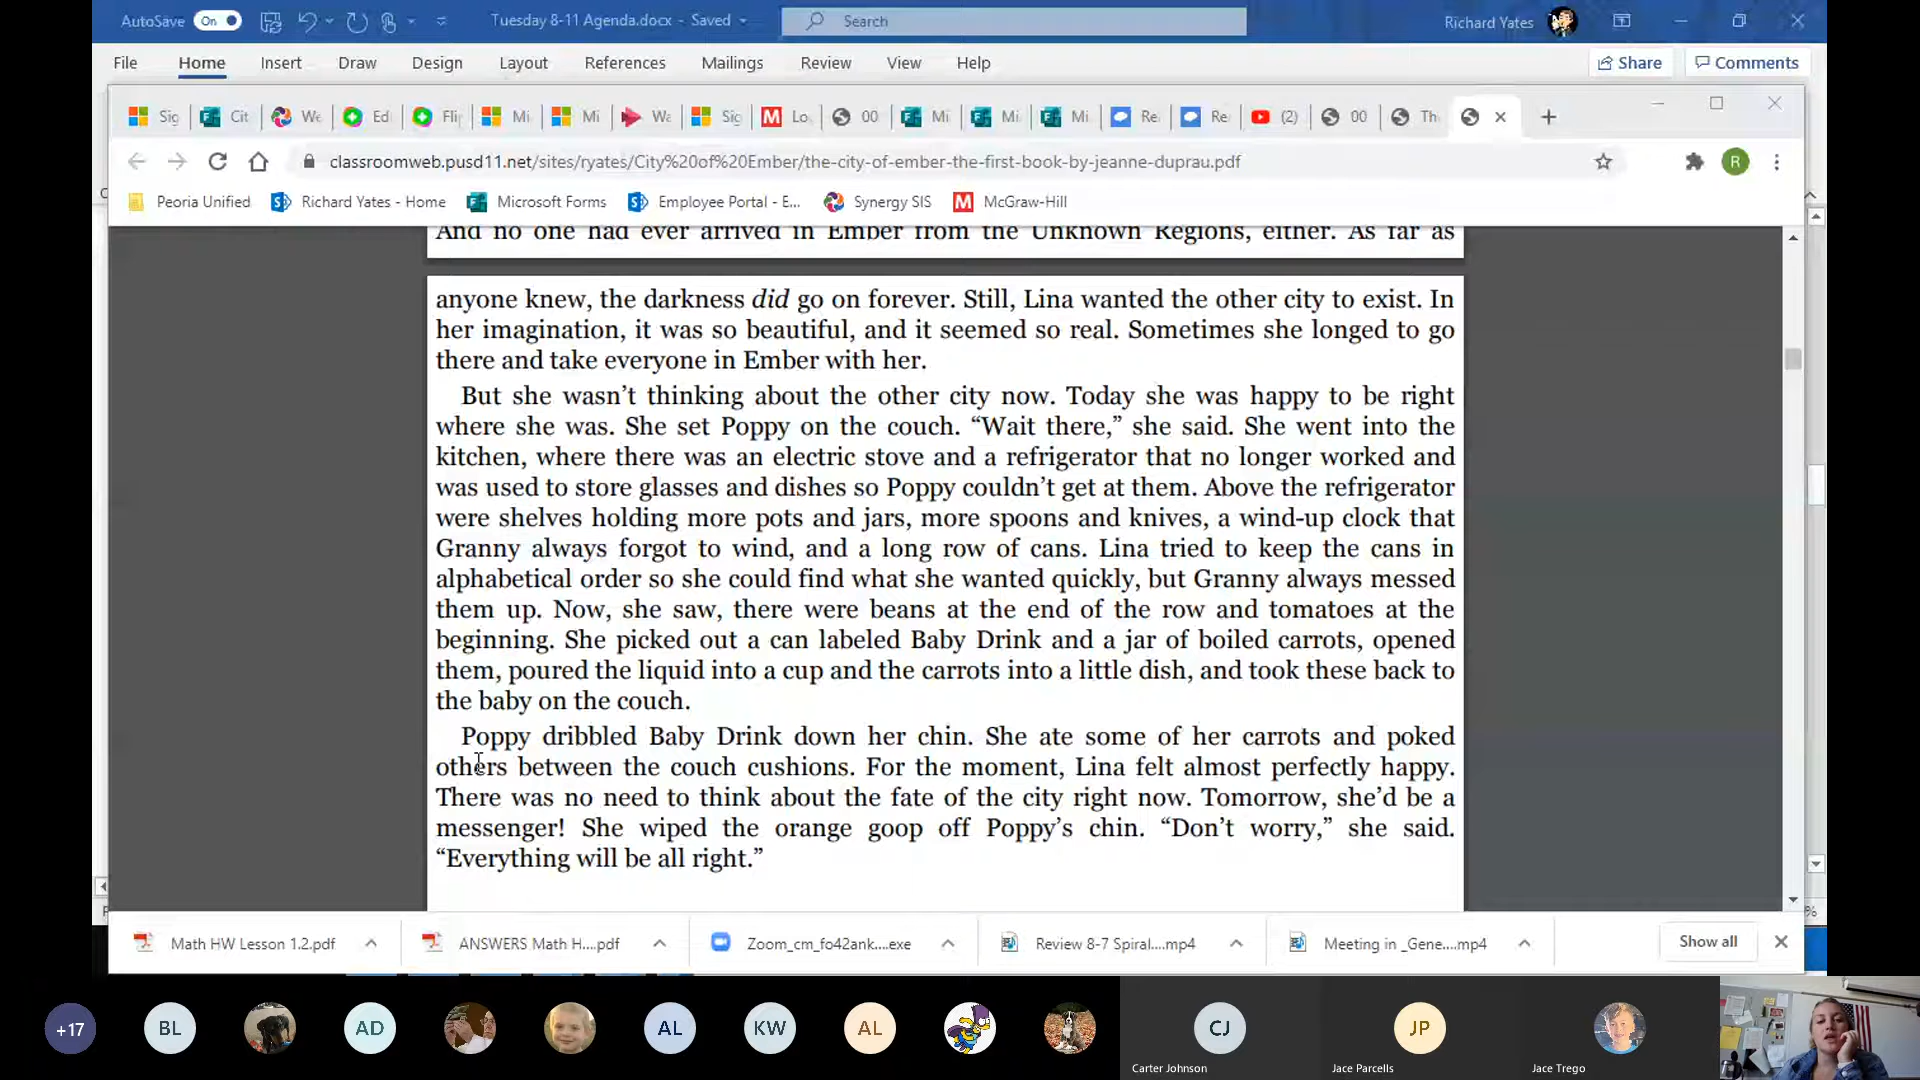 AutoSave On Tuesday 8-11 Agenda.docx - Saved Search Richard Yates
File Home Insert Draw Design Layout References Mailings Review View Help Share Comments
Sig Cit We Ed Fli Mi Mi Wa Sig Lo 00 Mi Mi Mi Re Re (2) 00 Th
classroomweb.pusd11.net/sites/ryates/City%20of%20Ember/the-city-of-ember-the-first-book-by-jeanne-duprau.pdf R
Peoria Unified Richard Yates - Home Microsoft Forms Employee Portal - E... Synergy SIS McGraw-Hill
And no one had ever arrived in Ember from the Unknown Regions, either. As far as
anyone knew, the darkness did go on forever. Still, Lina wanted the other city to exist. In
her imagination, it was so beautiful, and it seemed so real. Sometimes she longed to go
there and take everyone in Ember with her.
But she wasn’t thinking about the other city now. Today she was happy to be right
where she was. She set Poppy on the couch. “Wait there,” she said. She went into the
kitchen, where there was an electric stove and a refrigerator that no longer worked and
was used to store glasses and dishes so Poppy couldn’t get at them. Above the refrigerator
were shelves holding more pots and jars, more spoons and knives, a wind-up clock that
Granny always forgot to wind, and a long row of cans. Lina tried to keep the cans in
alphabetical order so she could find what she wanted quickly, but Granny always messed
them up. Now, she saw, there were beans at the end of the row and tomatoes at the
beginning. She picked out a can labeled Baby Drink and a jar of boiled carrots, opened
them, poured the liquid into a cup and the carrots into a little dish, and took these back to
the baby on the couch.
Poppy dribbled Baby Drink down her chin. She ate some of her carrots and poked
others between the couch cushions. For the moment, Lina felt almost perfectly happy.
There was no need to think about the fate of the city right now. Tomorrow, she’d be a
messenger! She wiped the orange goop off Poppy’s chin. “Don’t worry,” she said.
“Everything will be all right.”
Math HW Lesson 1.2.pdf ANSWERS Math H....pdf Zoom_cm_fo42ank....exe Review 8-7 Spiral....mp4 Meeting in _Gene....mp4 Show all
+17 BL AD AL KW AL CJ JP
Carter Johnson Jace Parcells Jace Trego